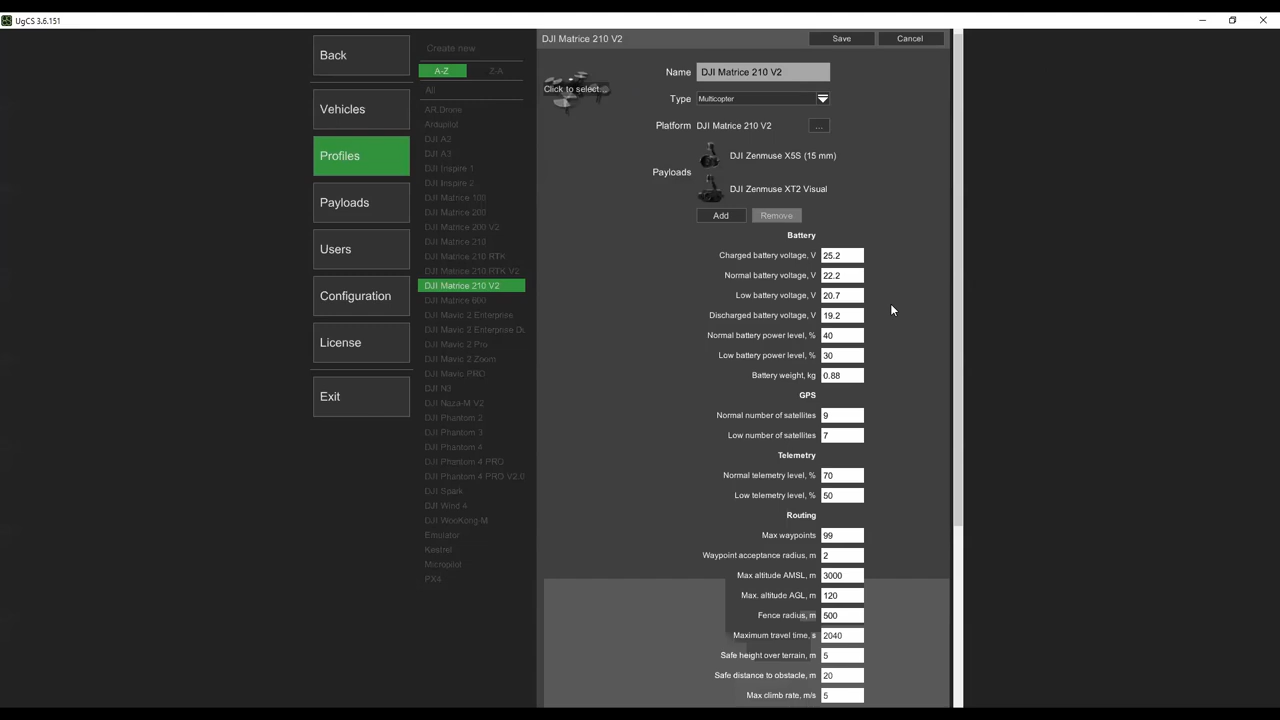 UgCS 3.6.151
Back
Vehicles
Profiles
Payloads
Users
Configuration
License
Exit
Create new
A-Z
Z-A
All
AR.Drone
Ardupilot
DJI A2
DJI A3
DJI Inspire 1
DJI Inspire 2
DJI Matrice 100
DJI Matrice 200
DJI Matrice 200 V2
DJI Matrice 210
DJI Matrice 210 RTK
DJI Matrice 210 RTK V2
DJI Matrice 210 V2
DJI Matrice 600
DJI Mavic 2 Enterprise
DJI Mavic 2 Enterprise Du
DJI Mavic 2 Pro
DJI Mavic 2 Zoom
DJI Mavic PRO
DJI N3
DJI Naza-M V2
DJI Phantom 2
DJI Phantom 3
DJI Phantom 4
DJI Phantom 4 PRO
DJI Phantom 4 PRO V2.0
DJI Spark
DJI Wind 4
DJI WooKong-M
Emulator
Kestrel
Micropilot
PX4
DJI Matrice 210 V2
Save
Cancel
Click to select...
Name DJI Matrice 210 V2
Type Multicopter
Platform DJI Matrice 210 V2 ...
Payloads
DJI Zenmuse X5S (15 mm)
DJI Zenmuse XT2 Visual
Add
Remove
Battery
Charged battery voltage, V 25.2
Normal battery voltage, V 22.2
Low battery voltage, V 20.7
Discharged battery voltage, V 19.2
Normal battery power level, % 40
Low battery power level, % 30
Battery weight, kg 0.88
GPS
Normal number of satellites 9
Low number of satellites 7
Telemetry
Normal telemetry level, % 70
Low telemetry level, % 50
Routing
Max waypoints 99
Waypoint acceptance radius, m 2
Max altitude AMSL, m 3000
Max. altitude AGL, m 120
Fence radius, m 500
Maximum travel time, s 2040
Safe height over terrain, m 5
Safe distance to obstacle, m 20
Max climb rate, m/s 5